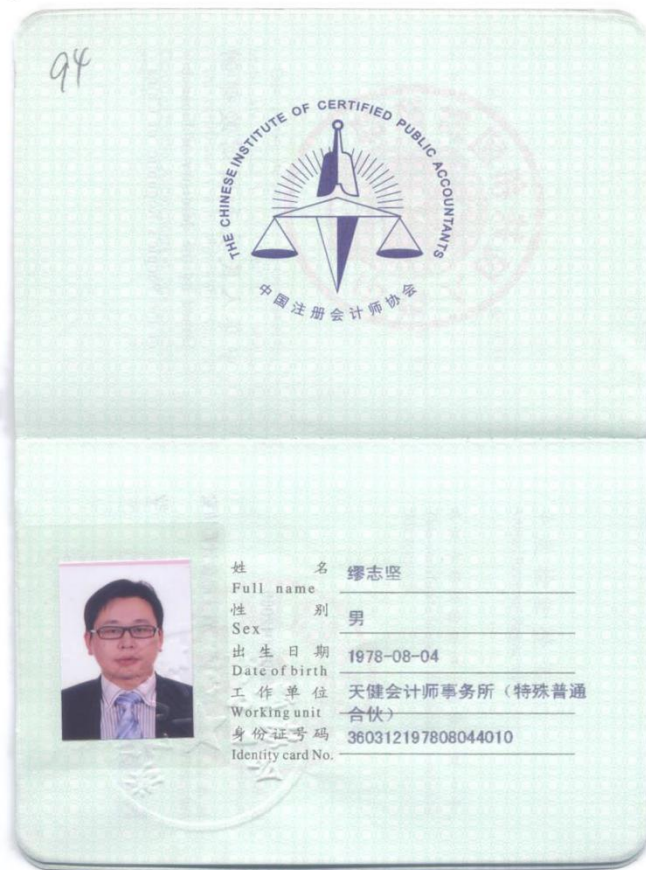 94
THE CHINESE INSTITUTE OF CERTIFIED PUBLIC ACCOUNTANTS
中国注册会计师协会
姓 名 缪志坚
Full name
性 别 男
Sex
出生日期 1978-08-04
Date of birth
工作单位 天健会计师事务所（特殊普通
Working unit 合伙）
身份证号码 360312197808044010
Identity card No.